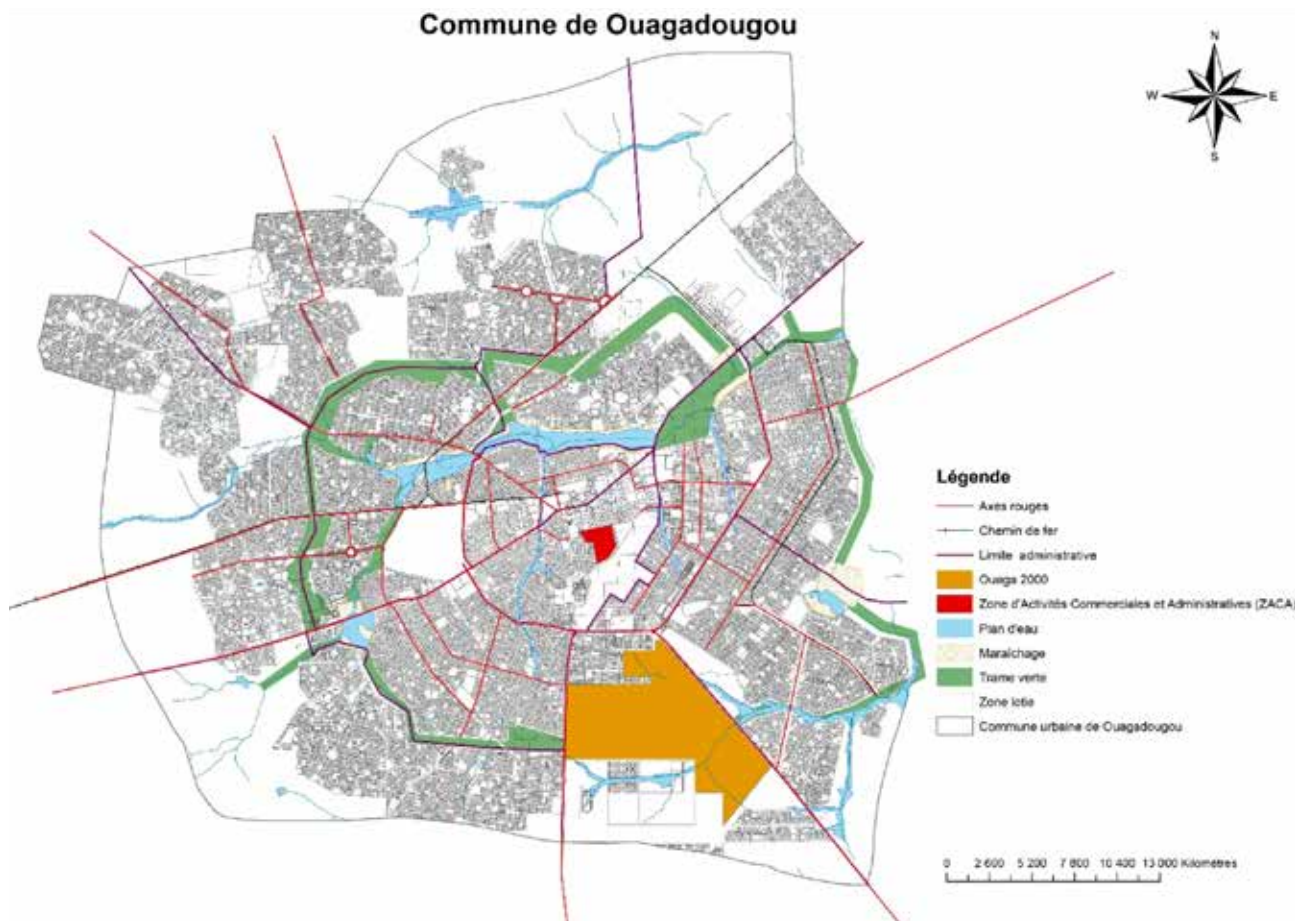 Commune de Ouagadougou
N
W E
S
Légende
Axes rouges
Chemin de fer
Limite administrative
Ouaga 2000
Zone d'Activités Commerciales et Administratives (ZACA)
Plan d'eau
Maraîchage
Trame verte
Zone lotie
Commune urbaine de Ouagadougou
0 2 600 5 200 7 800 10 400 13 000 Kilomètres